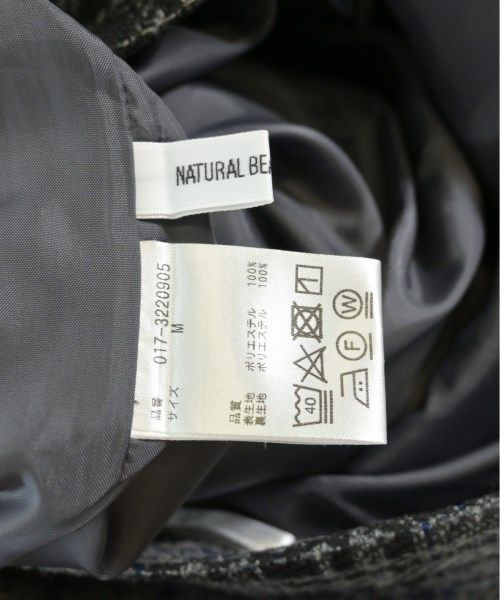 NATURAL BEA
品番 017-3220905
サイズ M
品質
表生地 ポリエステル 100%
裏生地 ポリエステル 100%
40
F W